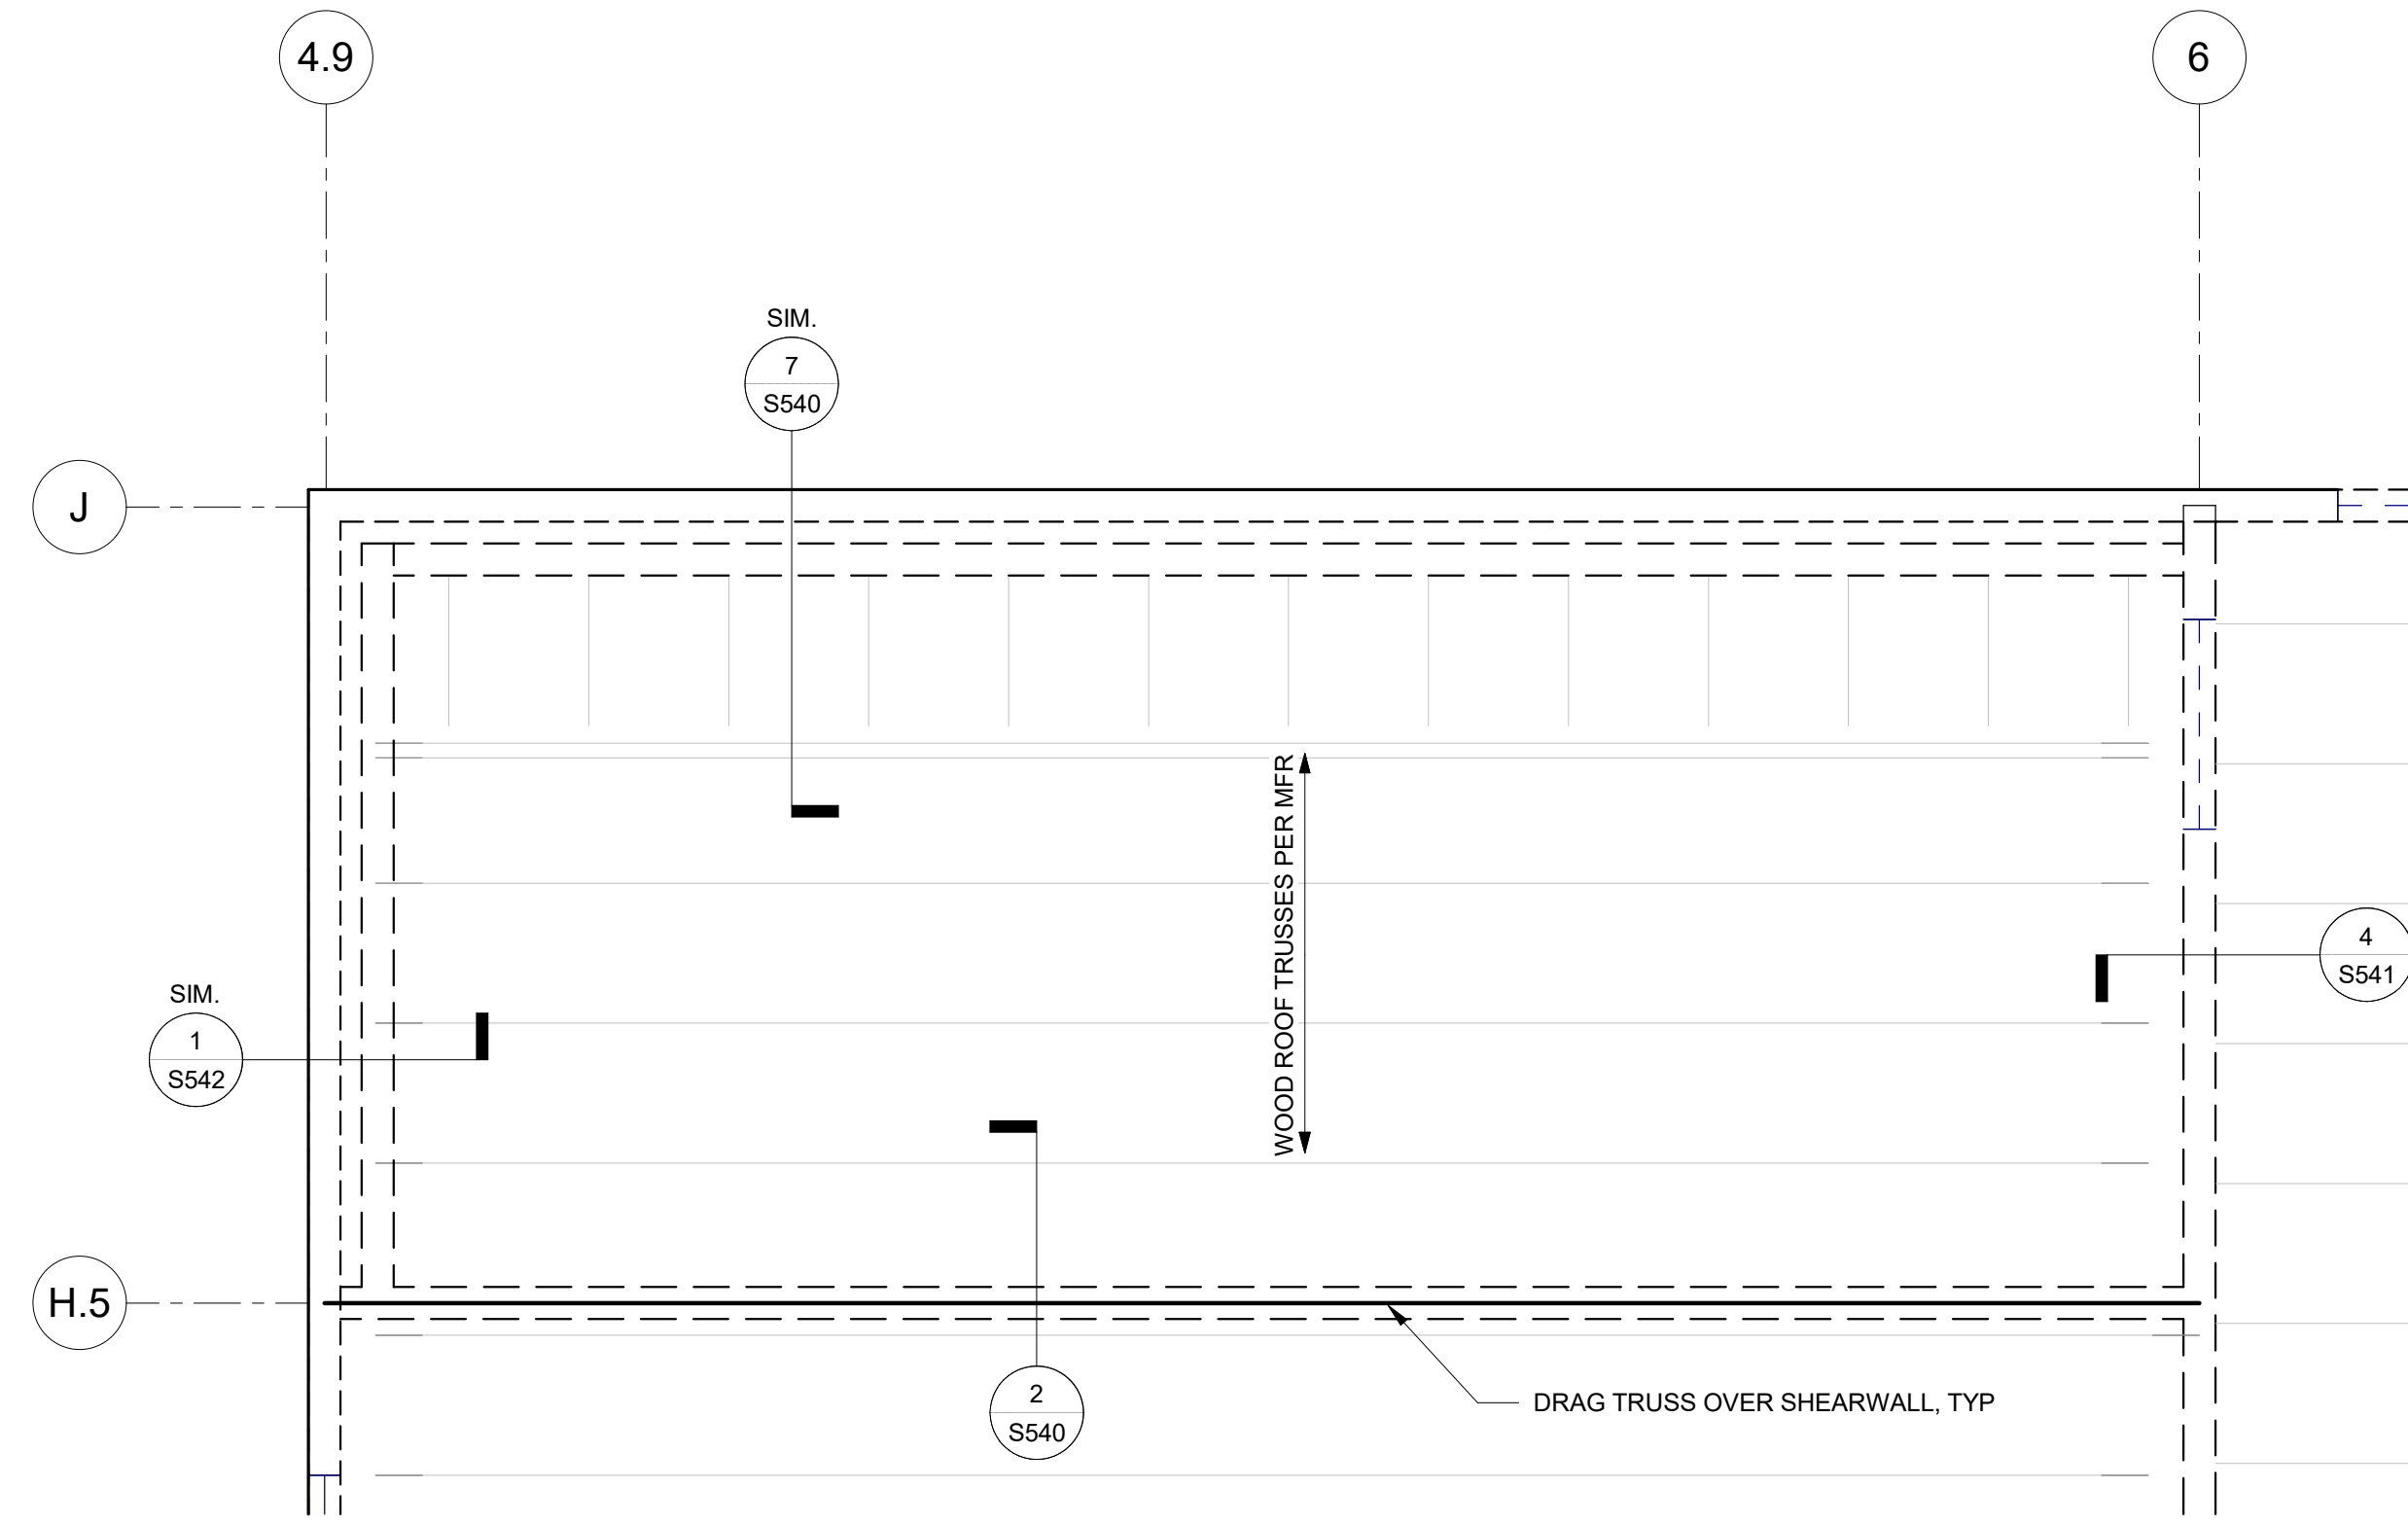 4.9
6
SIM.
7
S540
J
WOOD ROOF TRUSSES PER MFR
4
S541
SIM.
1
S542
H.5
2
S540
DRAG TRUSS OVER SHEARWALL, TYP